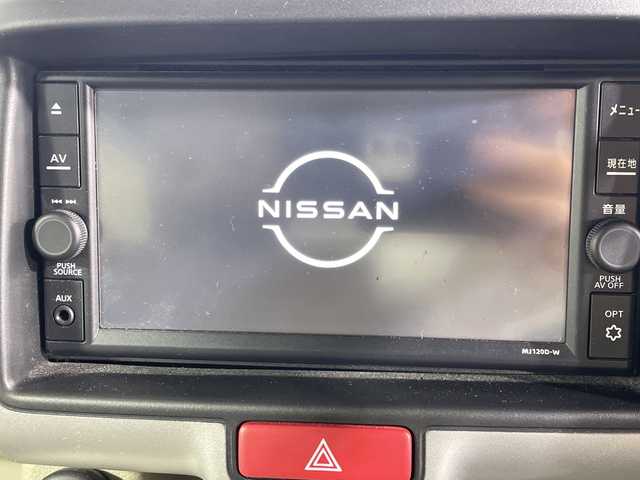 AV
PUSH
SOURCE
AUX
NISSAN
メニュー
現在地
音量
PUSH
AV OFF
OPT
MJ120D-W